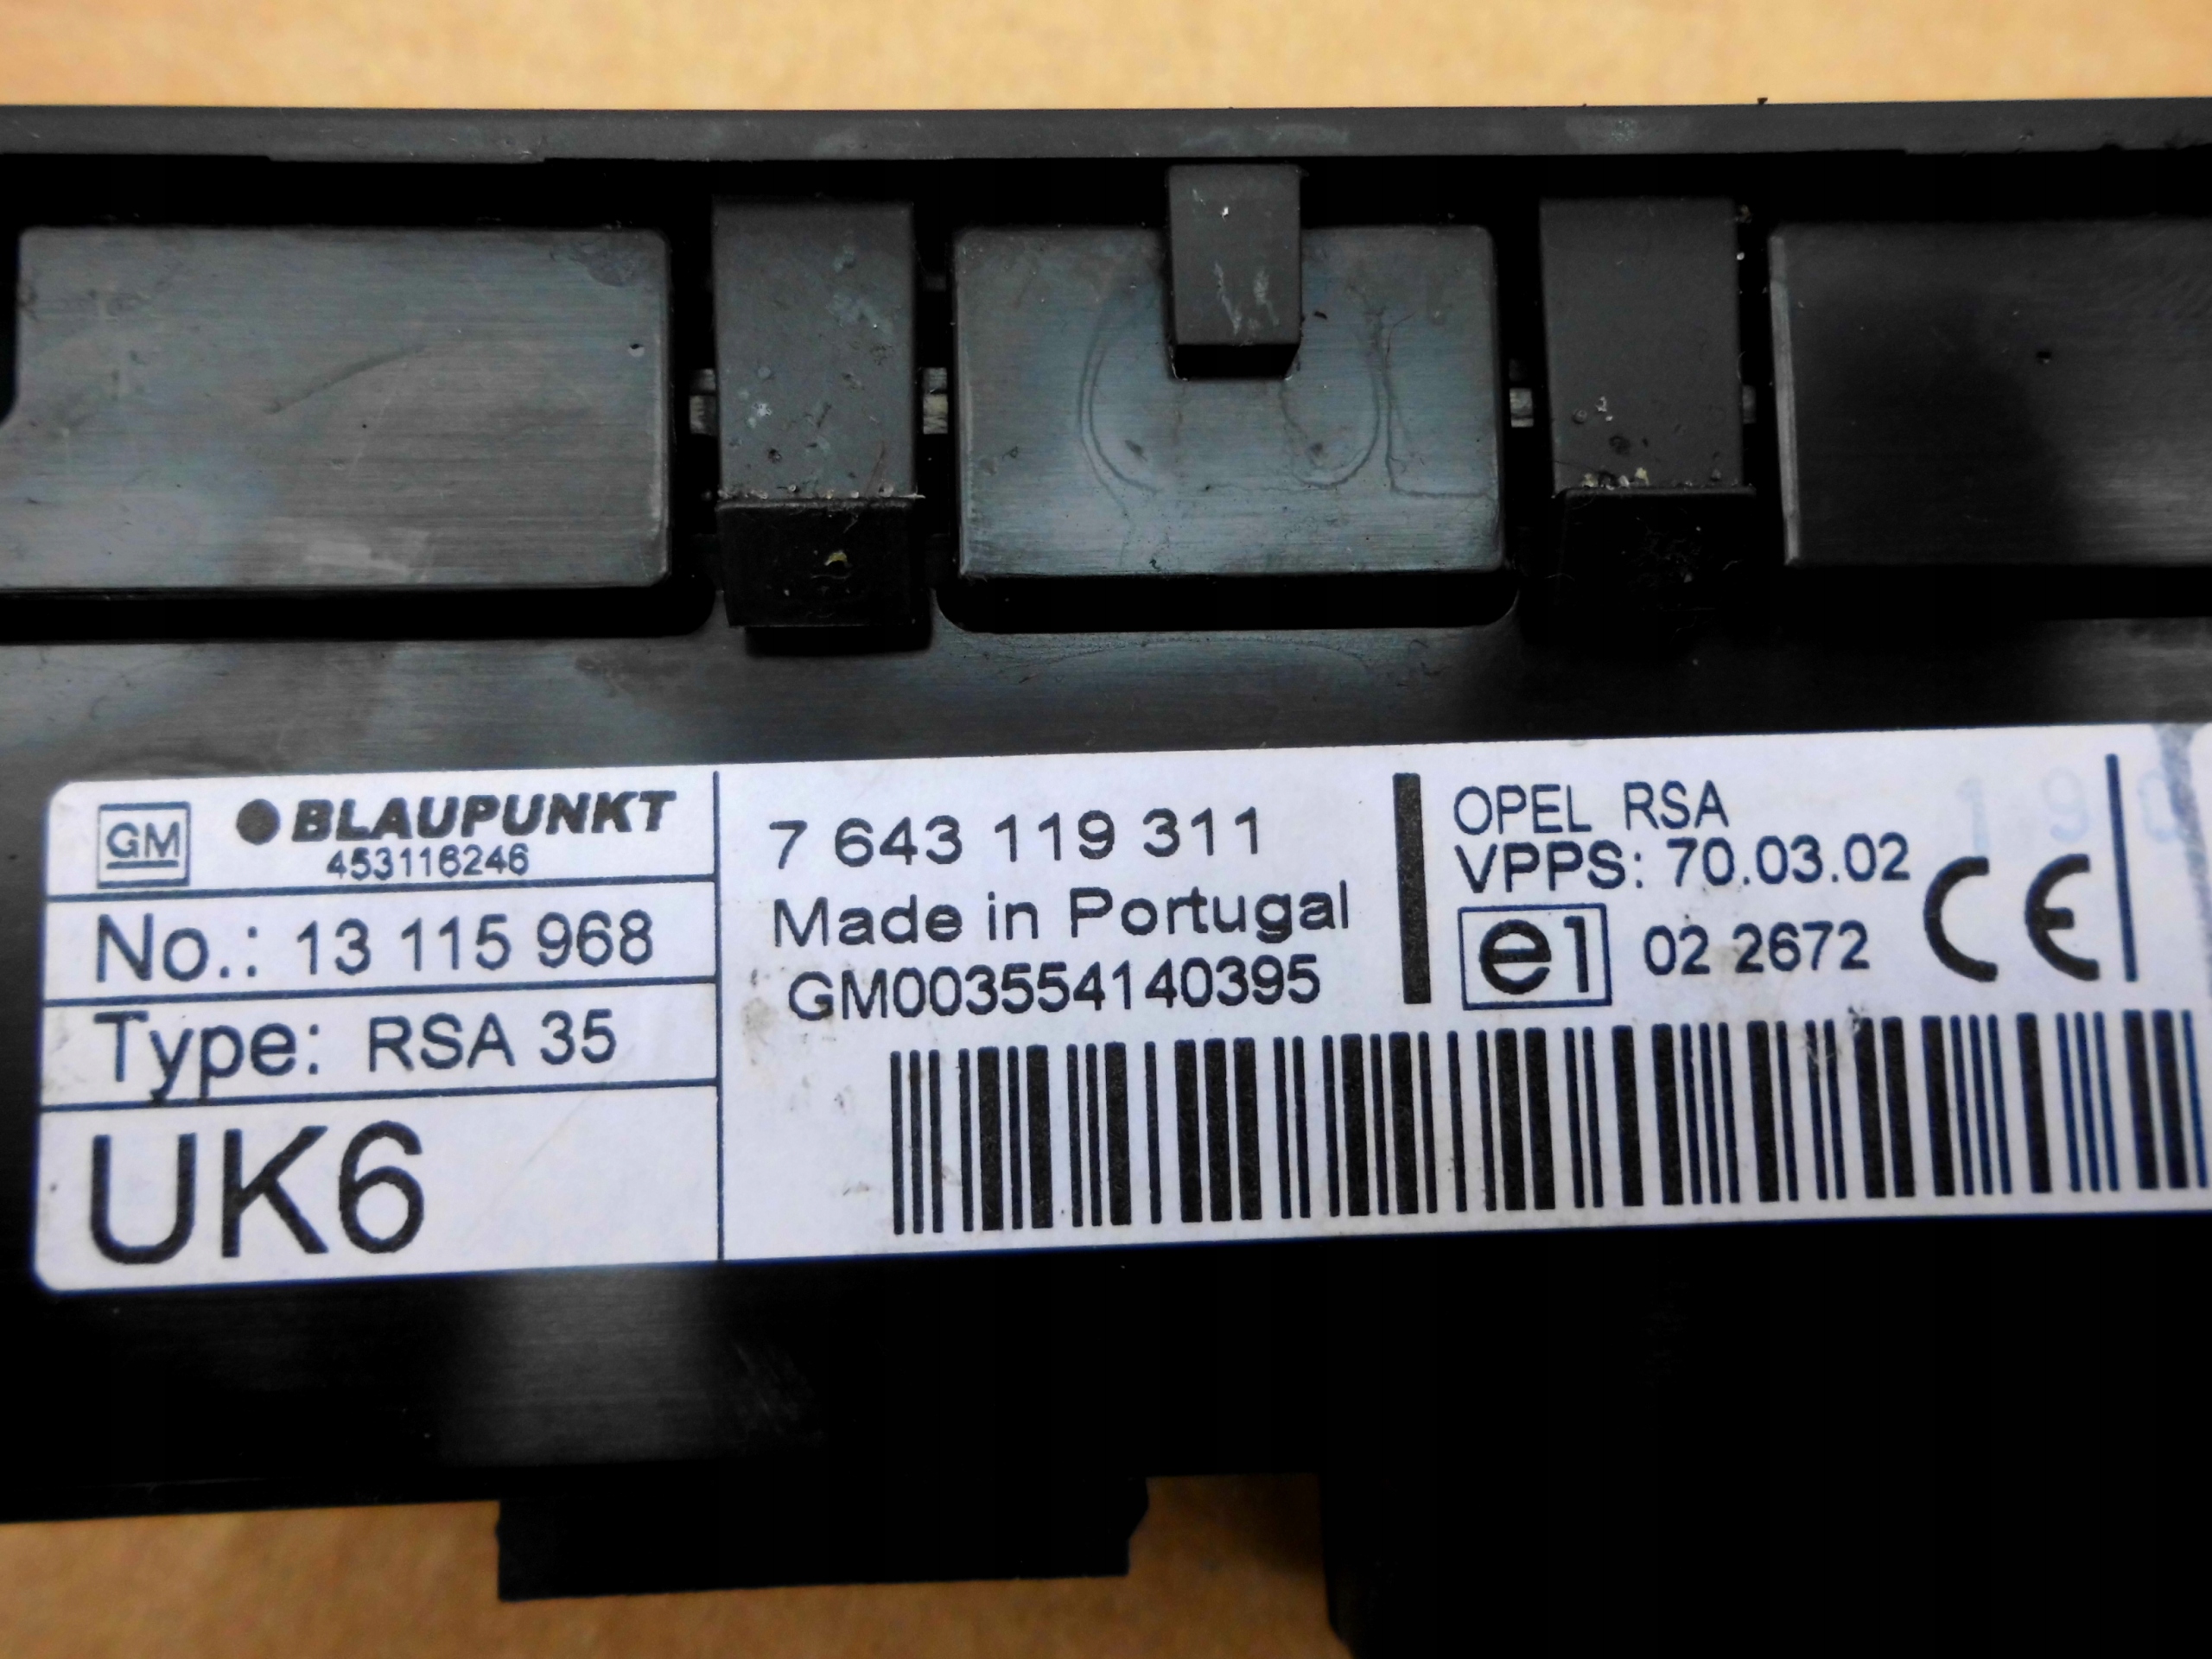 GM BLAUPUNKT
453116246
No.: 13 115 968
Type: RSA 35
UK6
7 643 119 311
Made in Portugal
GM003554140395
OPEL RSA
VPPS: 70.03.02
e1 02 2672 CE